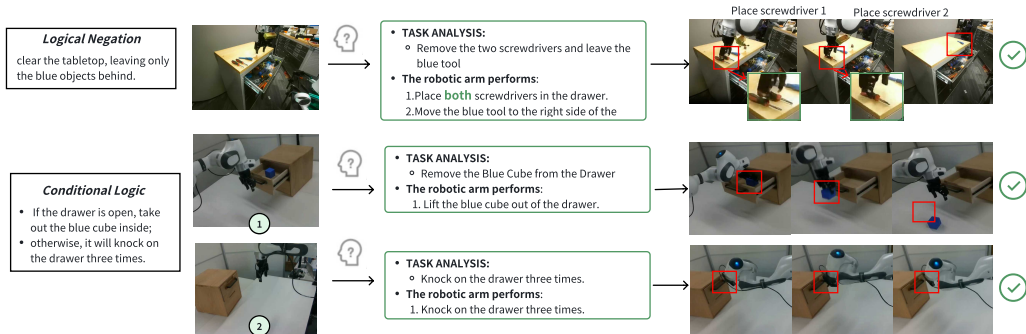 Logical Negation
clear the tabletop, leaving only
the blue objects behind.
• TASK ANALYSIS:
Remove the two screwdrivers and leave the
blue tool
• The robotic arm performs:
1.Place both screwdrivers in the drawer.
2.Move the blue tool to the right side of the
Place screwdriver 1
Place screwdriver 2
Conditional Logic
• If the drawer is open, take
out the blue cube inside;
• otherwise, it will knock on
the drawer three times.
1
• TASK ANALYSIS:
Remove the Blue Cube from the Drawer
• The robotic arm performs:
1. Lift the blue cube out of the drawer.
2
• TASK ANALYSIS:
Knock on the drawer three times.
• The robotic arm performs:
1. Knock on the drawer three times.